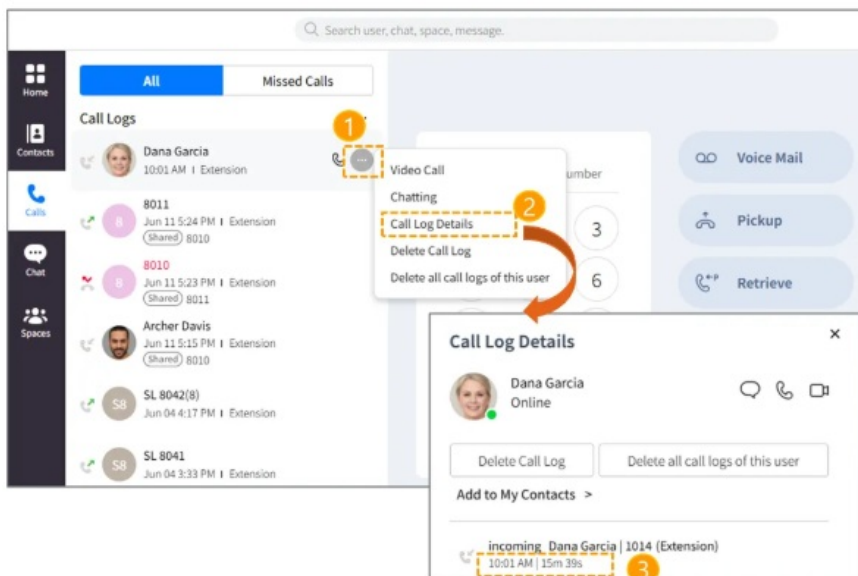 Search user, chat, space, message.
Home
Contacts
Calls
Chat
Spaces
All
Missed Calls
Call Logs
1
Dana Garcia
10:01 AM I Extension
8011
Jun 11 5:24 PM I Extension
Shared 8010
8010
Jun 11 5:23 PM I Extension
Shared 8011
Archer Davis
Jun 11 5:15 PM I Extension
Shared 8010
SL 8042(8)
Jun 04 4:17 PM I Extension
SL 8041
Jun 04 3:33 PM I Extension
8
8
S8
S8
Video Call
Chatting
Call Log Details
2
Delete Call Log
Delete all call logs of this user
umber
3
6
Voice Mail
Pickup
P
Retrieve
Call Log Details
Dana Garcia
Online
Delete Call Log
Delete all call logs of this user
Add to My Contacts >
incoming Dana Garcia | 1014 (Extension)
10:01 AM | 15m 39s
3